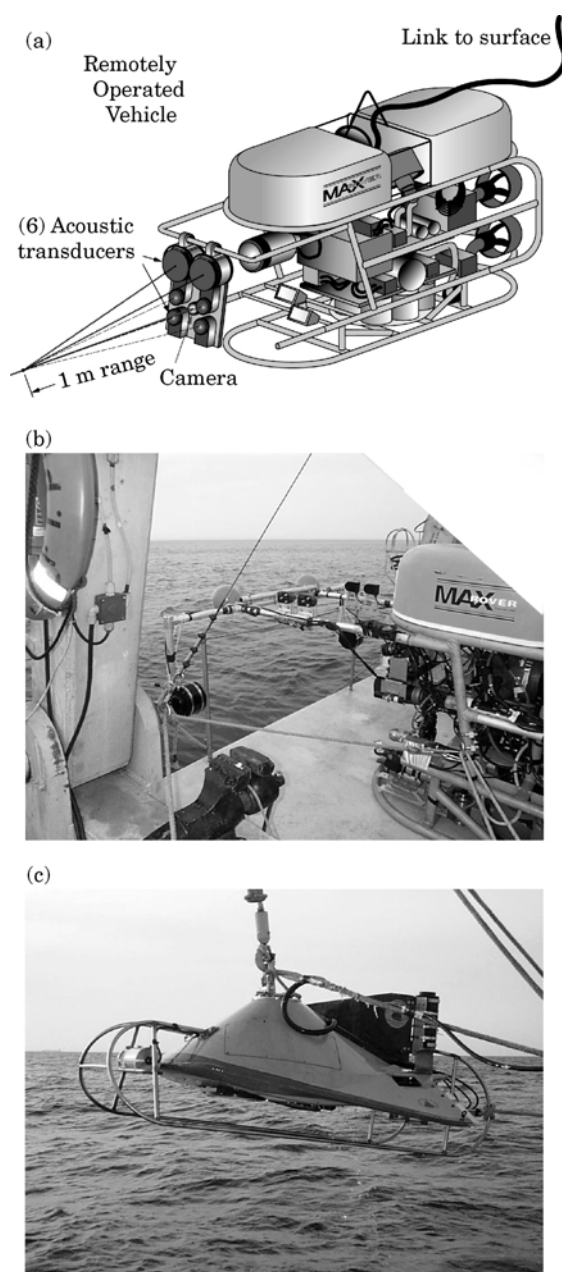 (a)
Link to surface
Remotely
Operated
Vehicle
MAX
(6) Acoustic
transducers
1 m range
Camera
(b)
MAX
ROVER
(c)